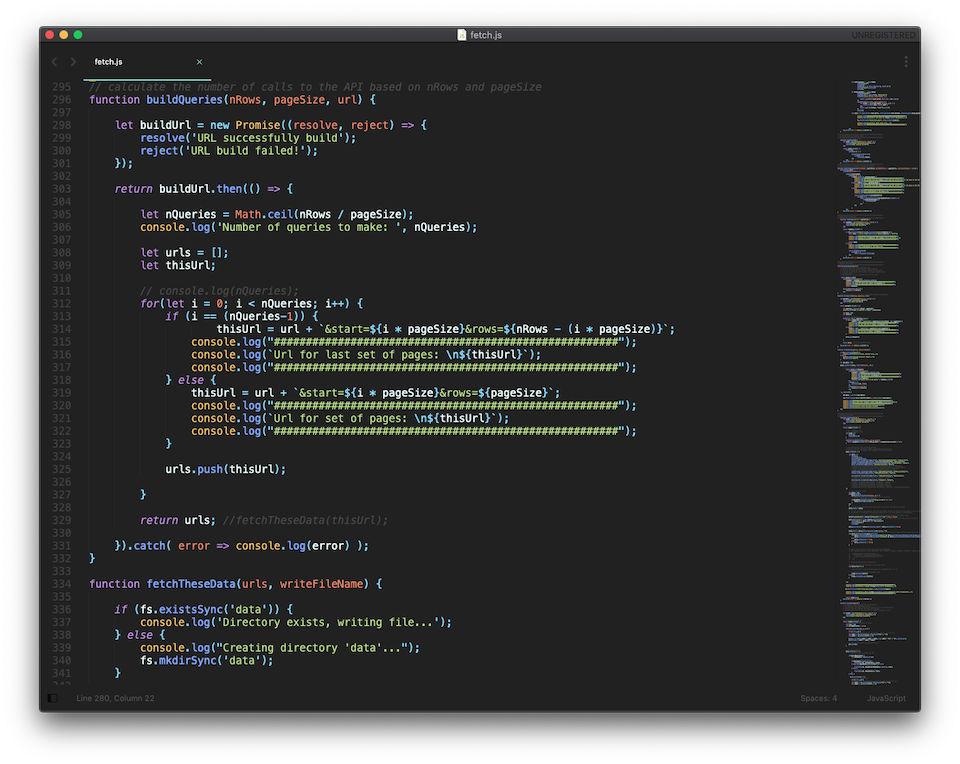 fetch.js
UNREGISTERED
fetch.js ×
295 // calculate the number of calls to the API based on nRows and pageSize
296 function buildQueries(nRows, pageSize, url) {
297
298     let buildUrl = new Promise((resolve, reject) => {
299         resolve('URL successfully build');
300         reject('URL build failed!');
301     });
302
303     return buildUrl.then(() => {
304
305         let nQueries = Math.ceil(nRows / pageSize);
306         console.log('Number of queries to make: ', nQueries);
307
308         let urls = [];
309         let thisUrl;
310
311         // console.log(nQueries);
312         for(let i = 0; i < nQueries; i++) {
313             if (i == (nQueries-1)) {
314                     thisUrl = url + `&start=${i * pageSize}&rows=${nRows - (i * pageSize)}`;
315                 console.log("######################################################");
316                 console.log(`Url for last set of pages: \n${thisUrl}`);
317                 console.log("######################################################");
318             } else {
319                 thisUrl = url + `&start=${i * pageSize}&rows=${pageSize}`;
320                 console.log("######################################################");
321                 console.log(`Url for set of pages: \n${thisUrl}`);
322                 console.log("######################################################");
323             }
324
325             urls.push(thisUrl);
326
327         }
328
329         return urls; //fetchTheseData(thisUrl);
330
331     }).catch( error => console.log(error) );
332 }
333
334 function fetchTheseData(urls, writeFileName) {
335
336     if (fs.existsSync('data')) {
337         console.log('Directory exists, writing file...');
338     } else {
339         console.log("Creating directory 'data'...");
340         fs.mkdirSync('data');
341     }
Line 280, Column 22
Spaces: 4
JavaScript